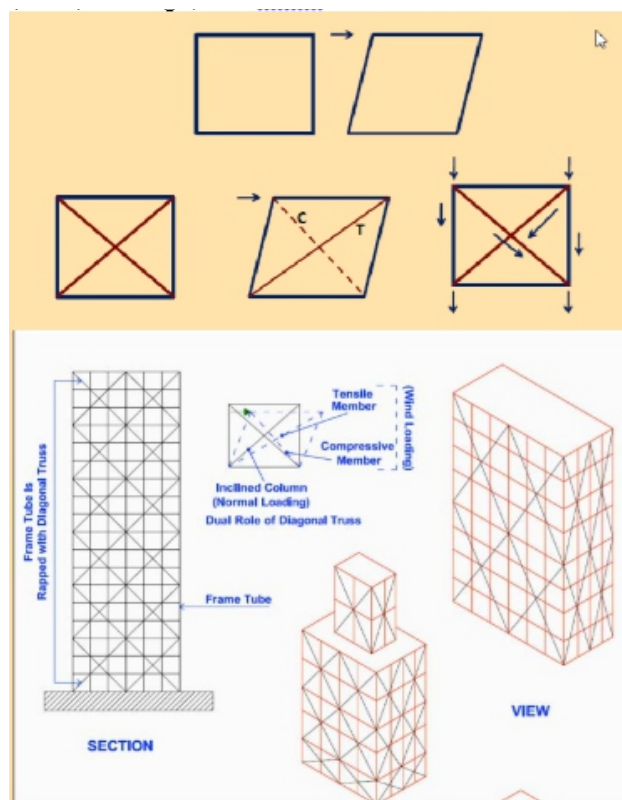 C
T
Frame Tube Is
Rapped with Diagonal Truss
Tensile
Member
Compressive
Member
(Wind Loading)
Inclined Column
(Normal Loading)
Dual Role of Diagonal Truss
Frame Tube
SECTION
VIEW